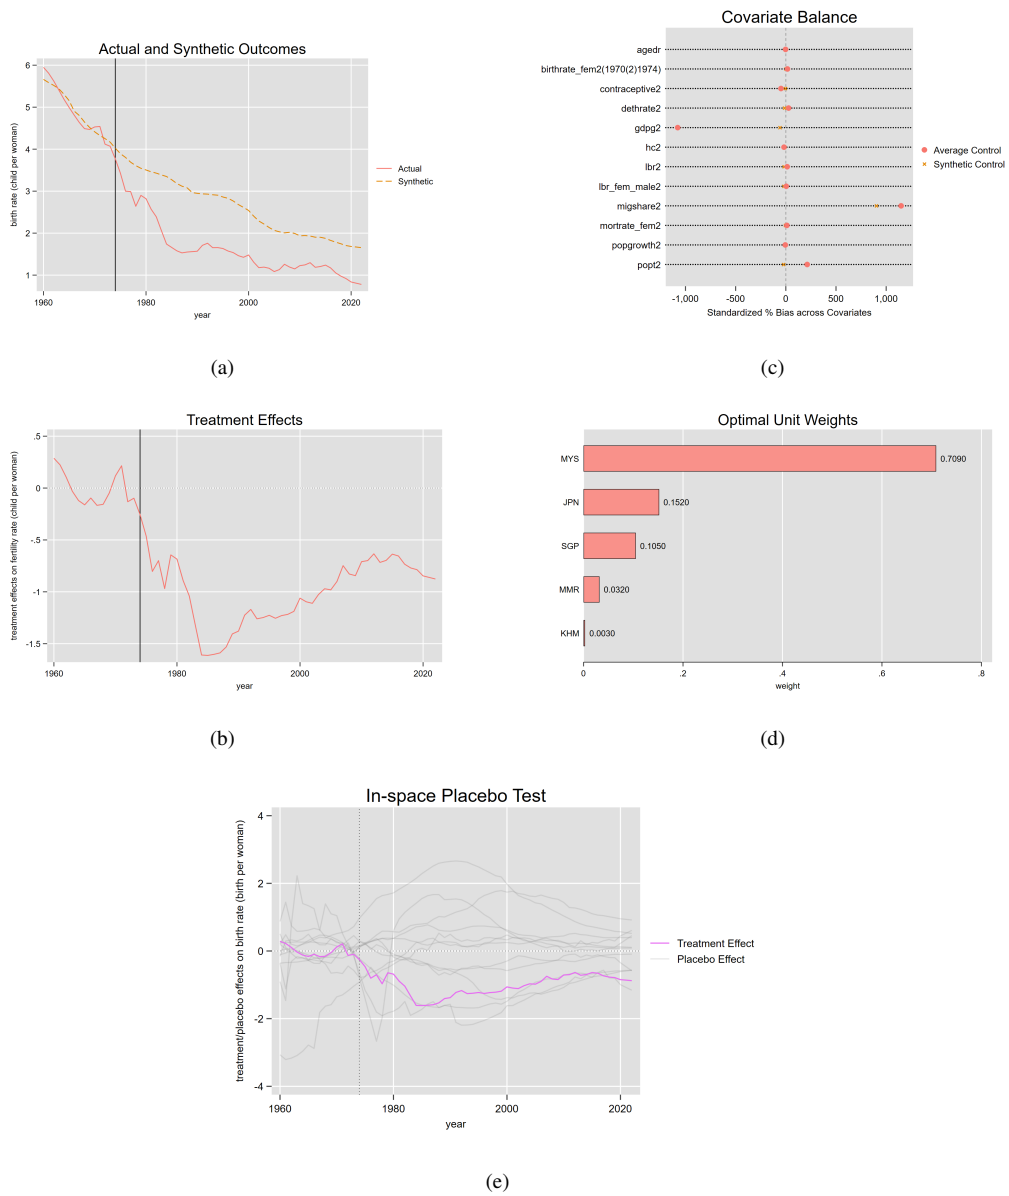 Actual and Synthetic Outcomes
6
5
4
3
2
1
birth rate (child per woman)
1960
1980
2000
2020
year
Actual
Synthetic
(a)
Covariate Balance
agedr
birthrate_fem2(1970(2)1974)
contraceptive2
dethrate2
gdpg2
hc2
lbr2
lbr_fem_male2
migshare2
mortrate_fem2
popgrowth2
popt2
-1,000
-500
0
500
1,000
Standardized % Bias across Covariates
Average Control
Synthetic Control
(c)
Treatment Effects
.5
0
-.5
-1
-1.5
treatment effects on fertility rate (child per woman)
1960
1980
2000
2020
year
(b)
Optimal Unit Weights
MYS
0.7090
JPN
0.1520
SGP
0.1050
MMR
0.0320
KHM
0.0030
0
.2
.4
.6
.8
weight
(d)
In-space Placebo Test
4
2
0
-2
-4
treatment/placebo effects on birth rate (birth per woman)
1960
1980
2000
2020
year
Treatment Effect
Placebo Effect
(e)